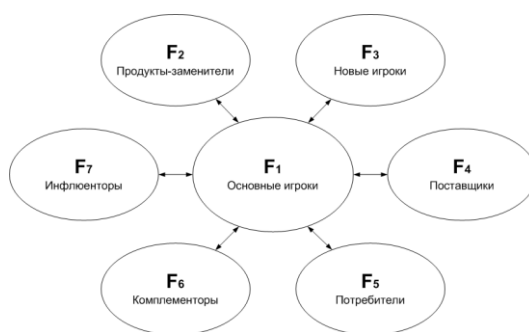 F2
Продукты-заменители
F3
Новые игроки
F7
Инфлюенторы
F1
Основные игроки
F4
Поставщики
F6
Комплементоры
F5
Потребители